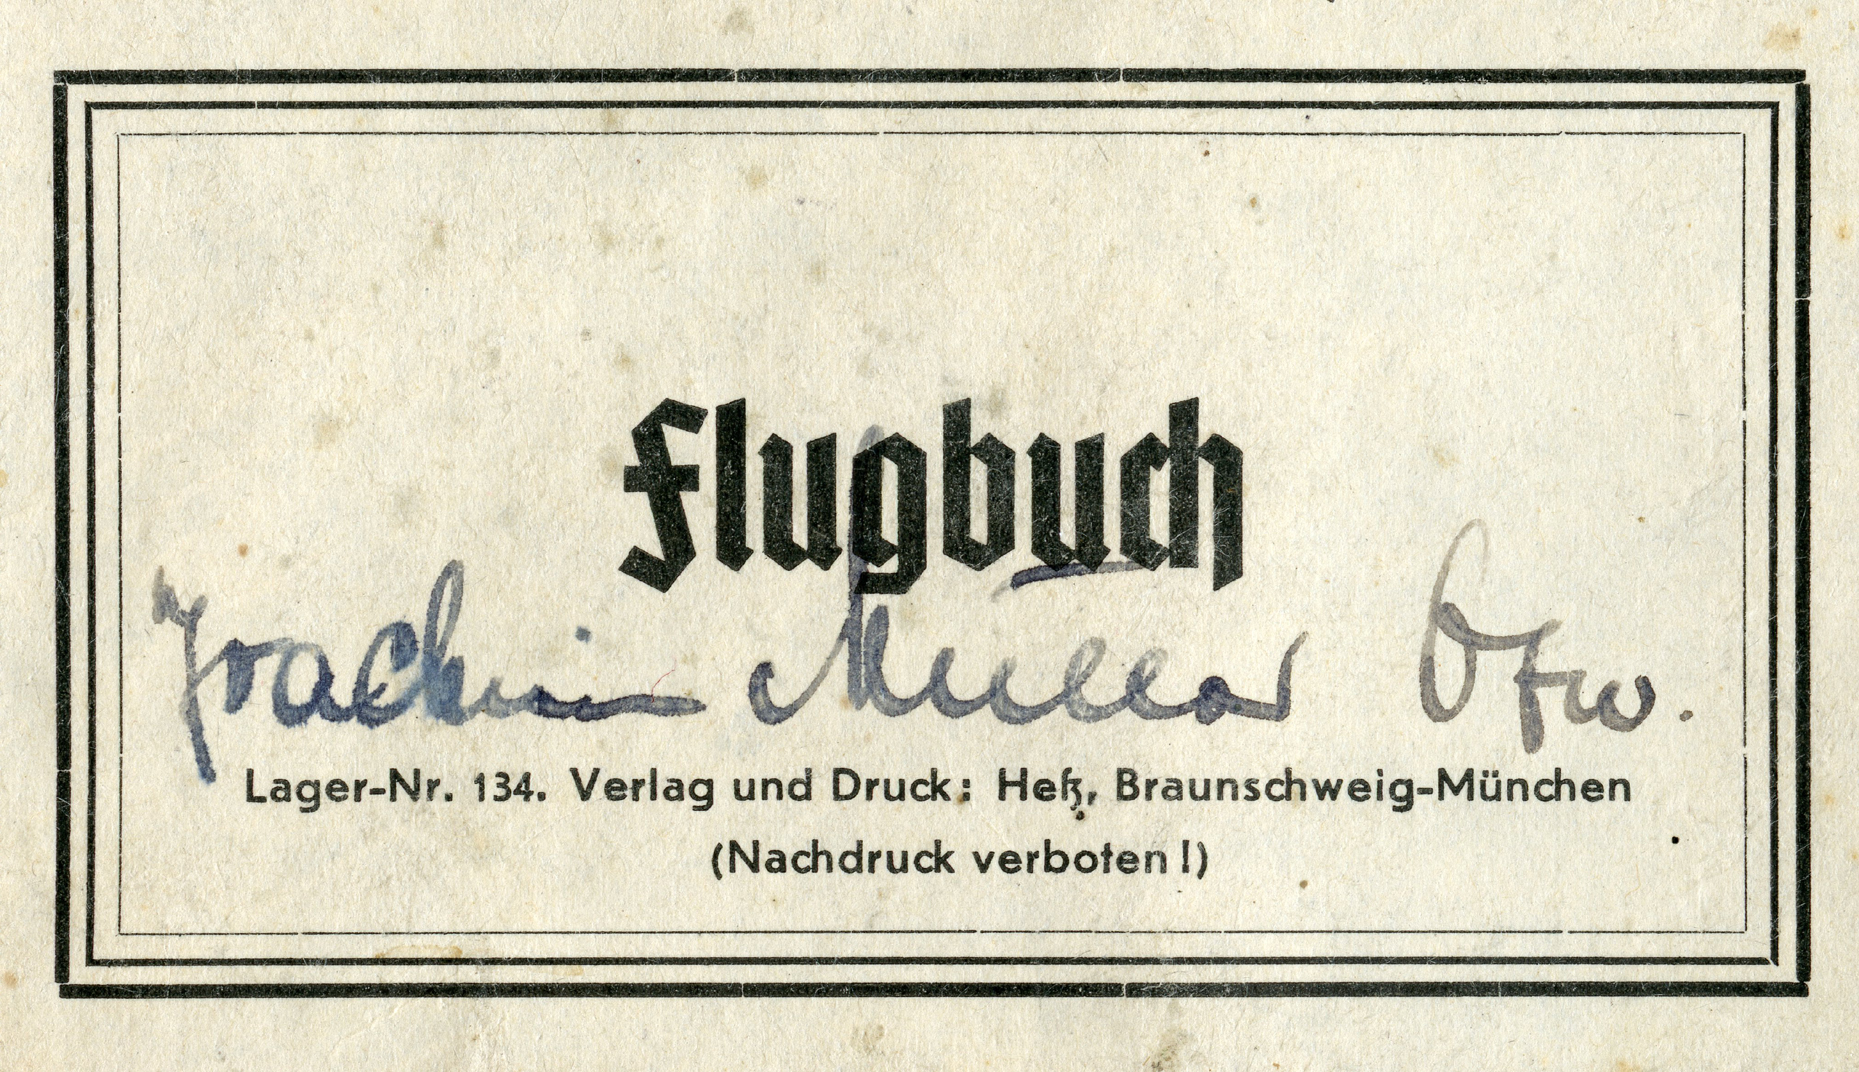 Flugbuch
Joachim Müller Ofw.
Lager-Nr. 134. Verlag und Druck: Heß, Braunschweig-München
(Nachdruck verboten!)